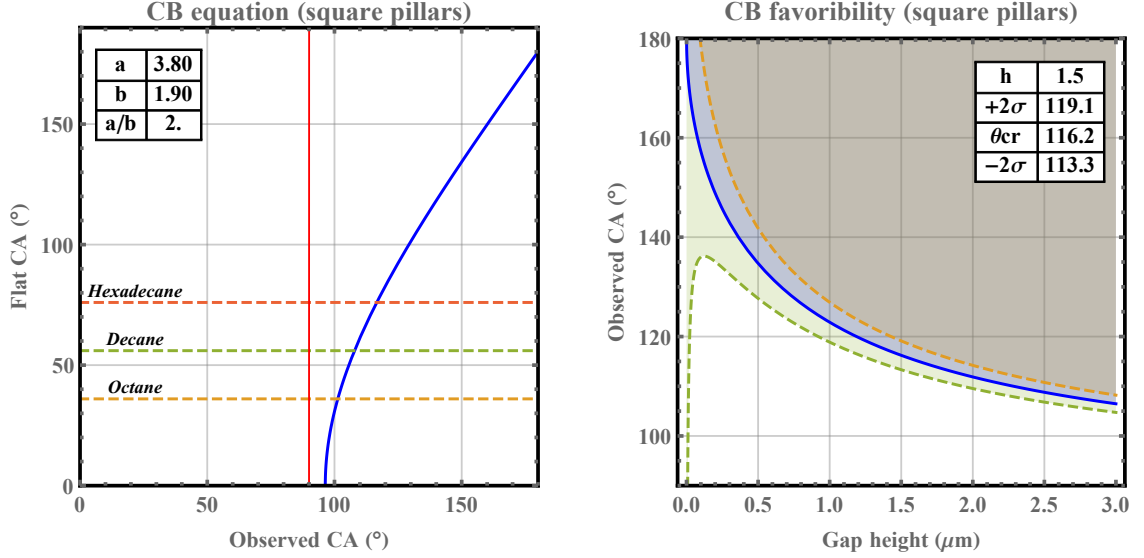 CB equation (square pillars)
a 3.80
b 1.90
a/b 2.
Flat CA (°)
150
100
50
0
Hexadecane
Decane
Octane
0 50 100 150
Observed CA (°)
CB favoribility (square pillars)
h 1.5
+2σ 119.1
θcr 116.2
−2σ 113.3
Observed CA (°)
180
160
140
120
100
0.0 0.5 1.0 1.5 2.0 2.5 3.0
Gap height (μm)